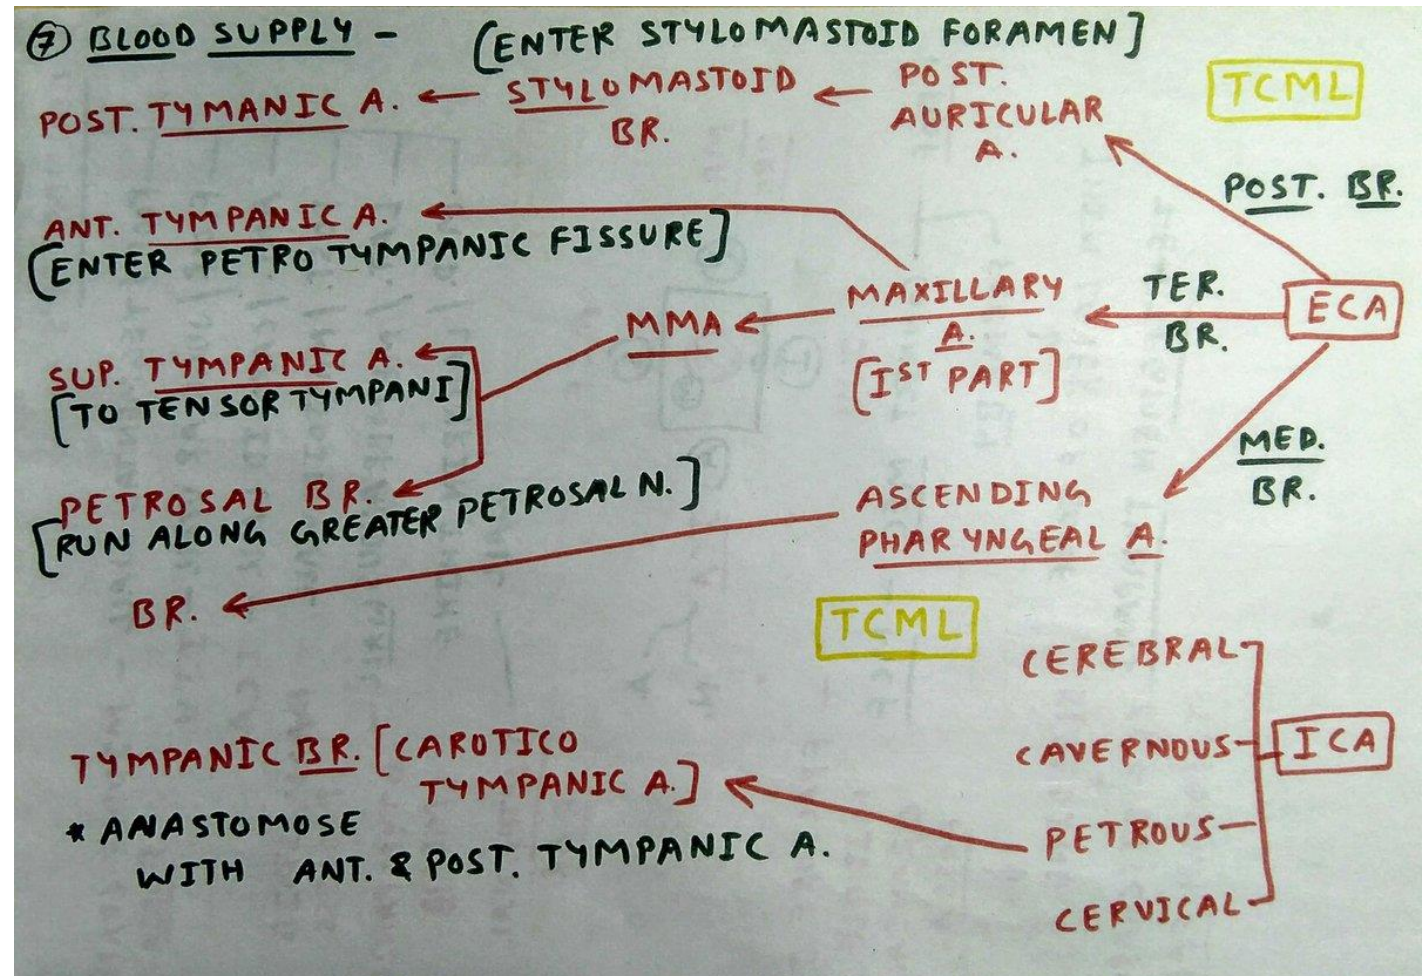 ⑦ BLOOD SUPPLY - [ENTER STYLOMASTOID FORAMEN]
TCML
POST. TYMANIC A. ← STYLOMASTOID BR. ← POST. AURICULAR A.
POST. BR.
ANT. TYMPANIC A.
[ENTER PETRO TYMPANIC FISSURE]
MMA ← MAXILLARY A.
[IST PART]
TER. BR.
ECA
SUP. TYMPANIC A.
[TO TENSOR TYMPANI]
MED. BR.
PETROSAL BR.
[RUN ALONG GREATER PETROSAL N.]
ASCENDING
PHARYNGEAL A.
BR.
TCML
CEREBRAL
CAVERNOUS
ICA
PETROUS
CERVICAL
TYMPANIC BR. [CAROTICO
TYMPANIC A.]
* ANASTOMOSE
WITH ANT. & POST. TYMPANIC A.